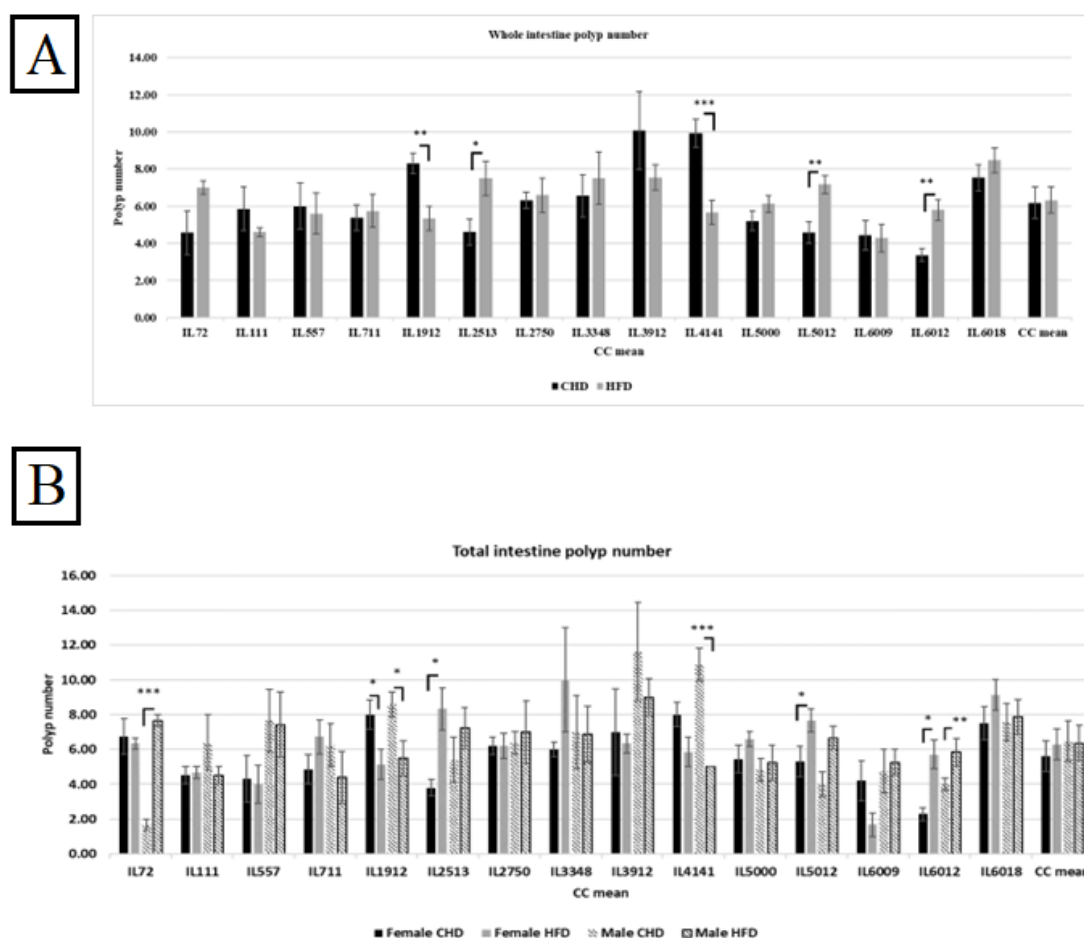 A
Whole intestine polyp number
14.00
12.00
10.00
8.00
6.00
4.00
2.00
0.00
Polyp number
** * *** ** **
IL72 IL111 IL557 IL711 IL1912 IL2513 IL2750 IL3348 IL3912 IL4141 IL5000 IL5012 IL6009 IL6012 IL6018 CC mean
CC mean
CHD HFD
B
Total intestine polyp number
16.00
14.00
12.00
10.00
8.00
6.00
4.00
2.00
0.00
Polyp number
*** * * * *** * * **
IL72 IL111 IL557 IL711 IL1912 IL2513 IL2750 IL3348 IL3912 IL4141 IL5000 IL5012 IL6009 IL6012 IL6018 CC mean
CC mean
Female CHD Female HFD Male CHD Male HFD